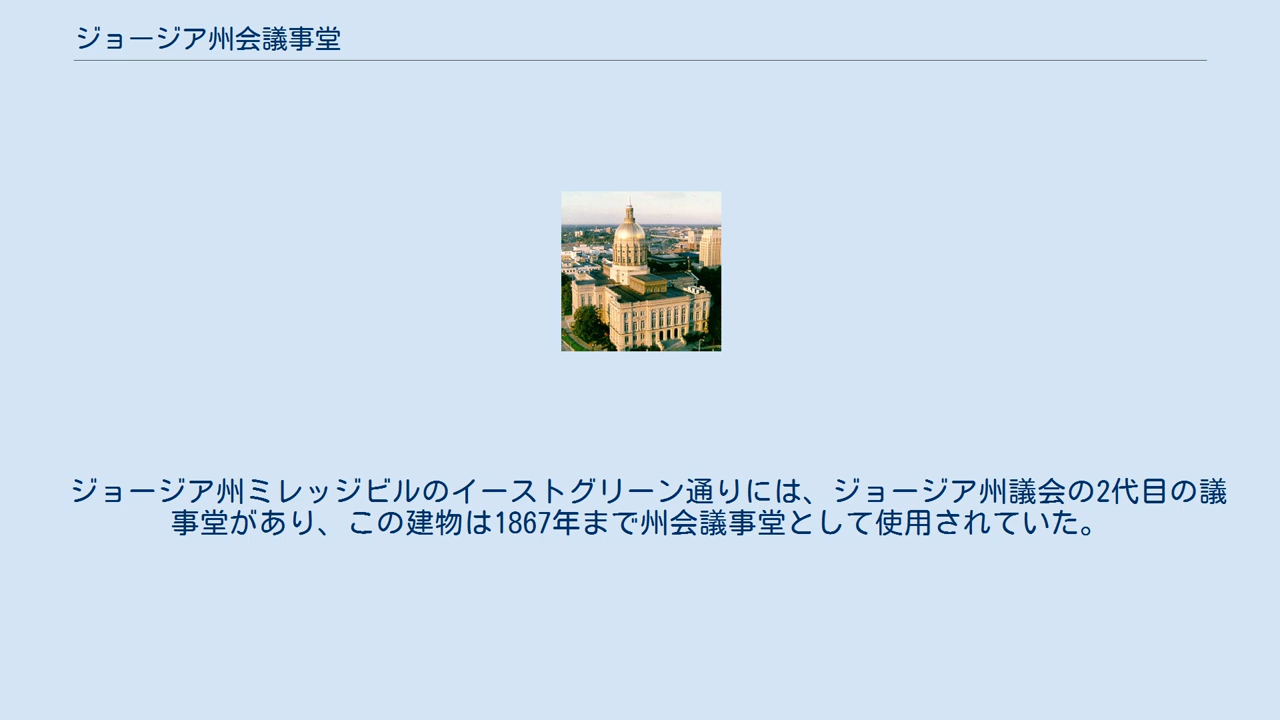 ジョージア州会議事堂
ジョージア州ミレッジビルのイーストグリーン通りには、ジョージア州議会の2代目の議
事堂があり、この建物は1867年まで州会議事堂として使用されていた。